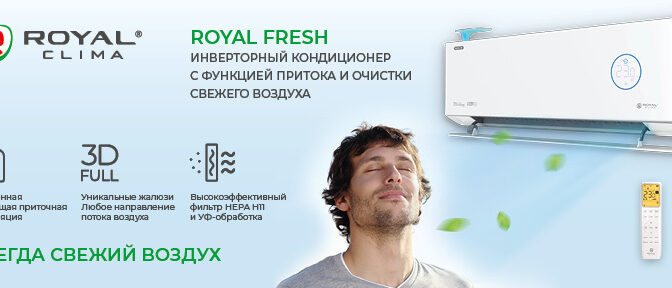 ROYAL®
CLIMA
ROYAL FRESH
ИНВЕРТОРНЫЙ КОНДИЦИОНЕР
С ФУНКЦИЕЙ ПРИТОКА И ОЧИСТКИ
СВЕЖЕГО ВОЗДУХА
ROYAL
3D
FULL
Уникальные жалюзи
Любое направление
потока воздуха
Высокоэффективный
фильтр HEPA H11
и УФ-обработка
СВЕЖИЙ ВОЗДУХ